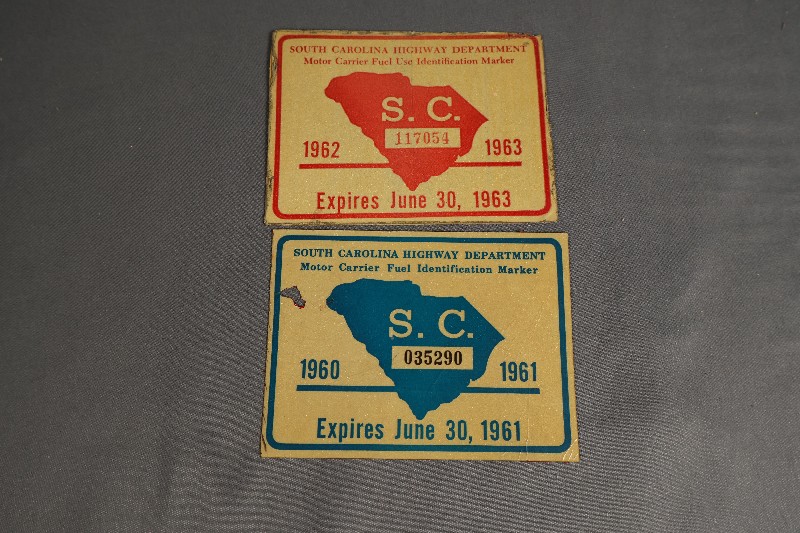 SOUTH CAROLINA HIGHWAY DEPARTMENT
Motor Carrier Fuel Use Identification Marker
S. C.
117054
1962 1963
Expires June 30, 1963
SOUTH CAROLINA HIGHWAY DEPARTMENT
Motor Carrier Fuel Identification Marker
S. C.
035290
1960 1961
Expires June 30, 1961